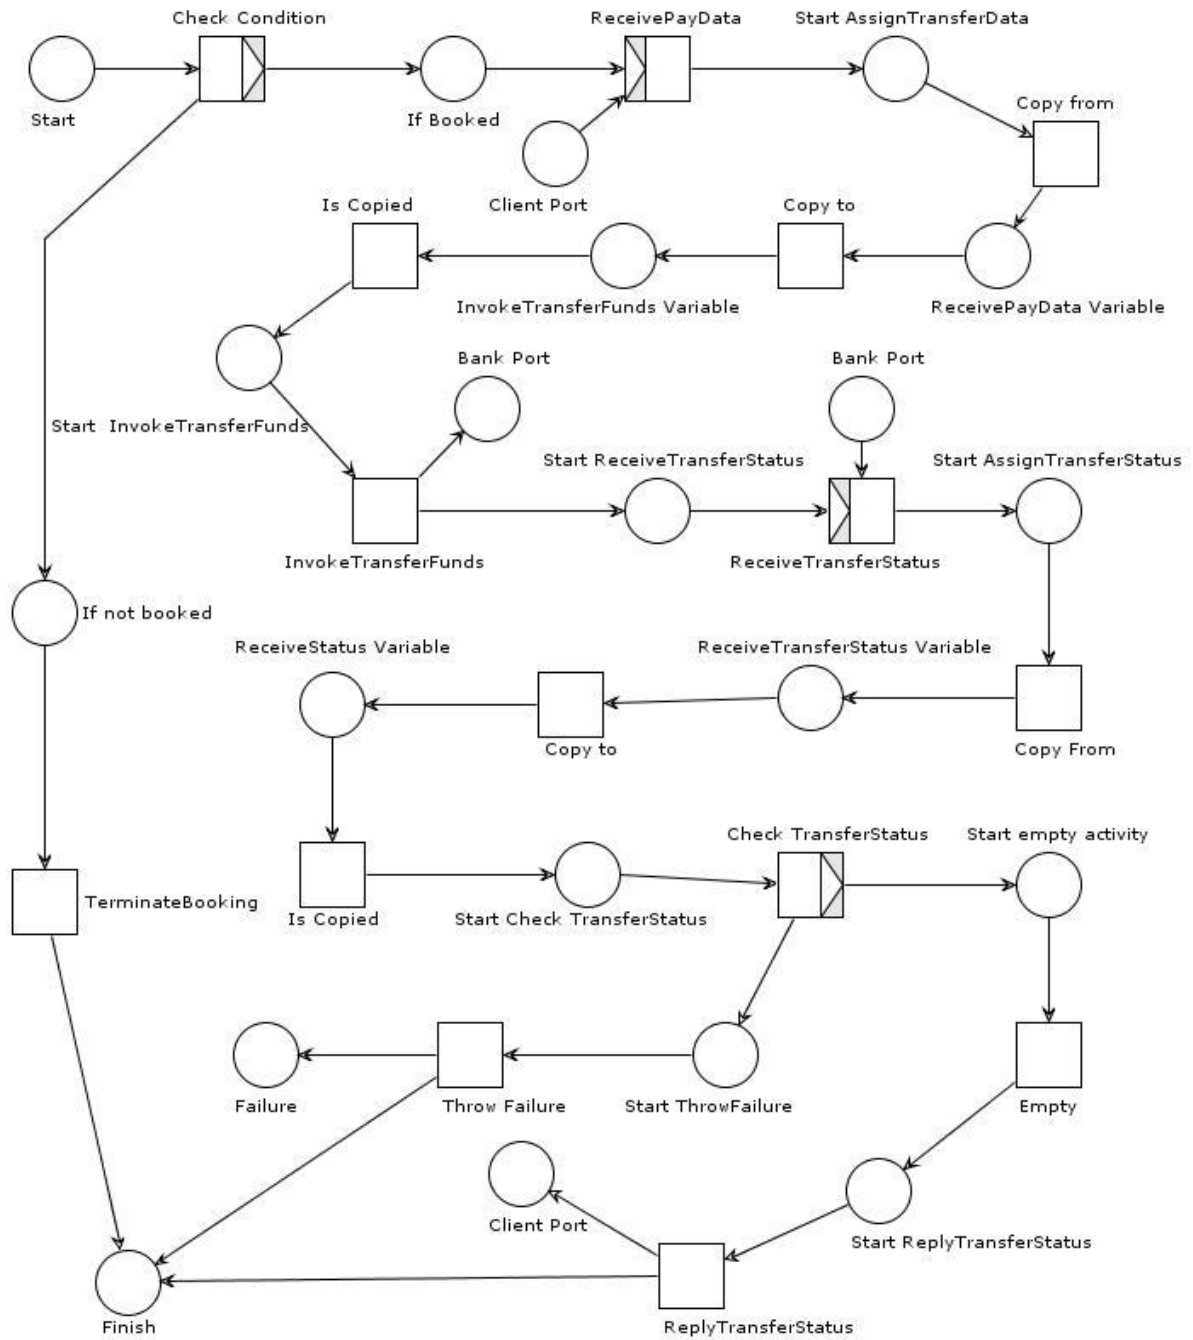 Check Condition
ReceivePayData
Start AssignTransferData
Start
If Booked
Copy from
Client Port
Is Copied
Copy to
InvokeTransferFunds Variable
ReceivePayData Variable
Bank Port
Bank Port
Start InvokeTransferFunds
Start ReceiveTransferStatus
Start AssignTransferStatus
InvokeTransferFunds
ReceiveTransferStatus
If not booked
ReceiveStatus Variable
ReceiveTransferStatus Variable
Copy to
Copy From
Check TransferStatus
Start empty activity
TerminateBooking
Is Copied
Start Check TransferStatus
Failure
Throw Failure
Start ThrowFailure
Empty
Client Port
Start ReplyTransferStatus
Finish
ReplyTransferStatus